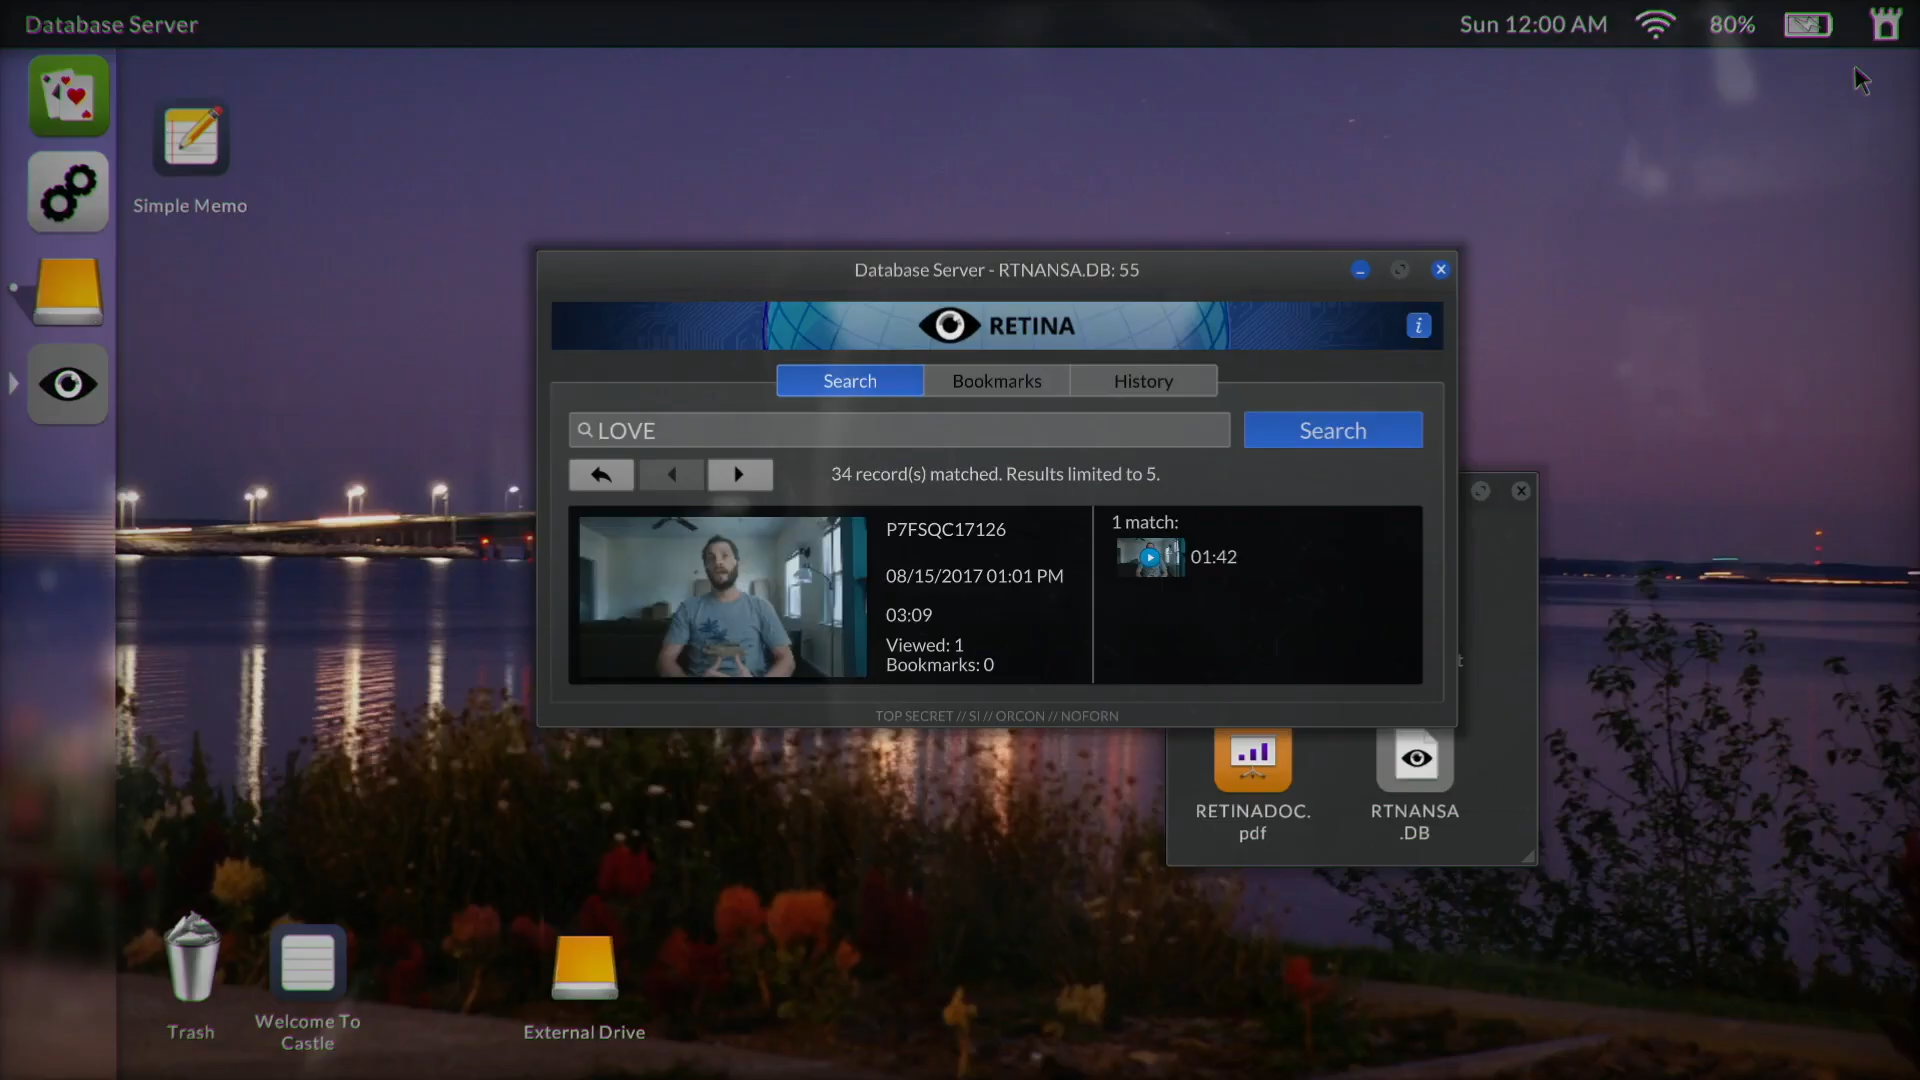 Database Server
Sun 12:00 AM
80%
Simple Memo
Database Server - RTNANSA.DB: 55
RETINA
i
Search
Bookmarks
History
LOVE
Search
34 record(s) matched. Results limited to 5.
P7FSQC17126
08/15/2017 01:01 PM
03:09
Viewed: 1
Bookmarks: 0
1 match:
01:42
TOP SECRET // SI // ORCON // NOFORN
RETINADOC.
pdf
RTNANSA
.DB
Trash
Welcome To
Castle
External Drive